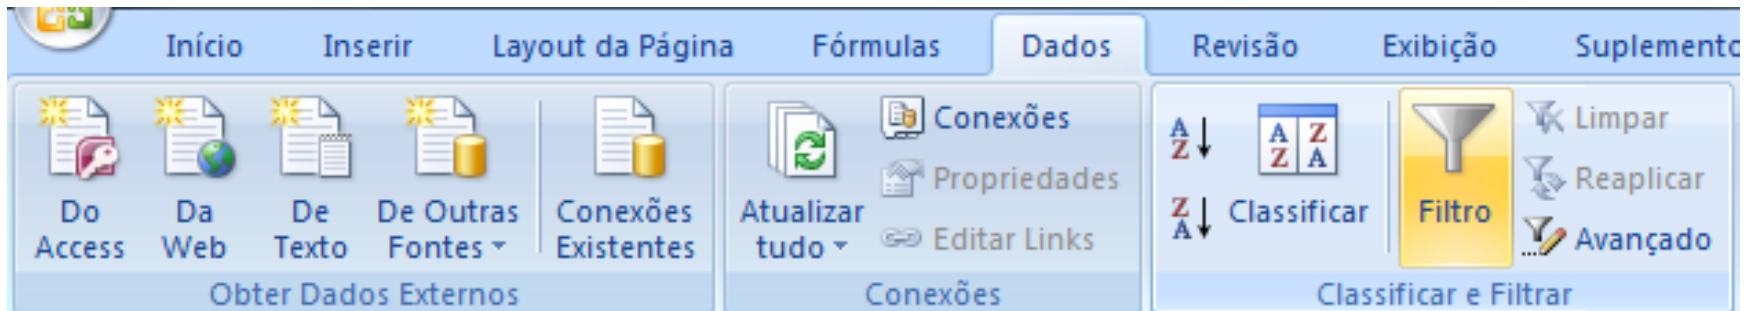 Início Inserir Layout da Página Fórmulas Dados Revisão Exibição Suplemento
Do Access
Da Web
De Texto
De Outras Fontes
Conexões Existentes
Obter Dados Externos
Atualizar tudo
Conexões
Propriedades
Editar Links
Conexões
A
Z
Z
A
A Z
Z A
Classificar
Filtro
Limpar
Reaplicar
Avançado
Classificar e Filtrar